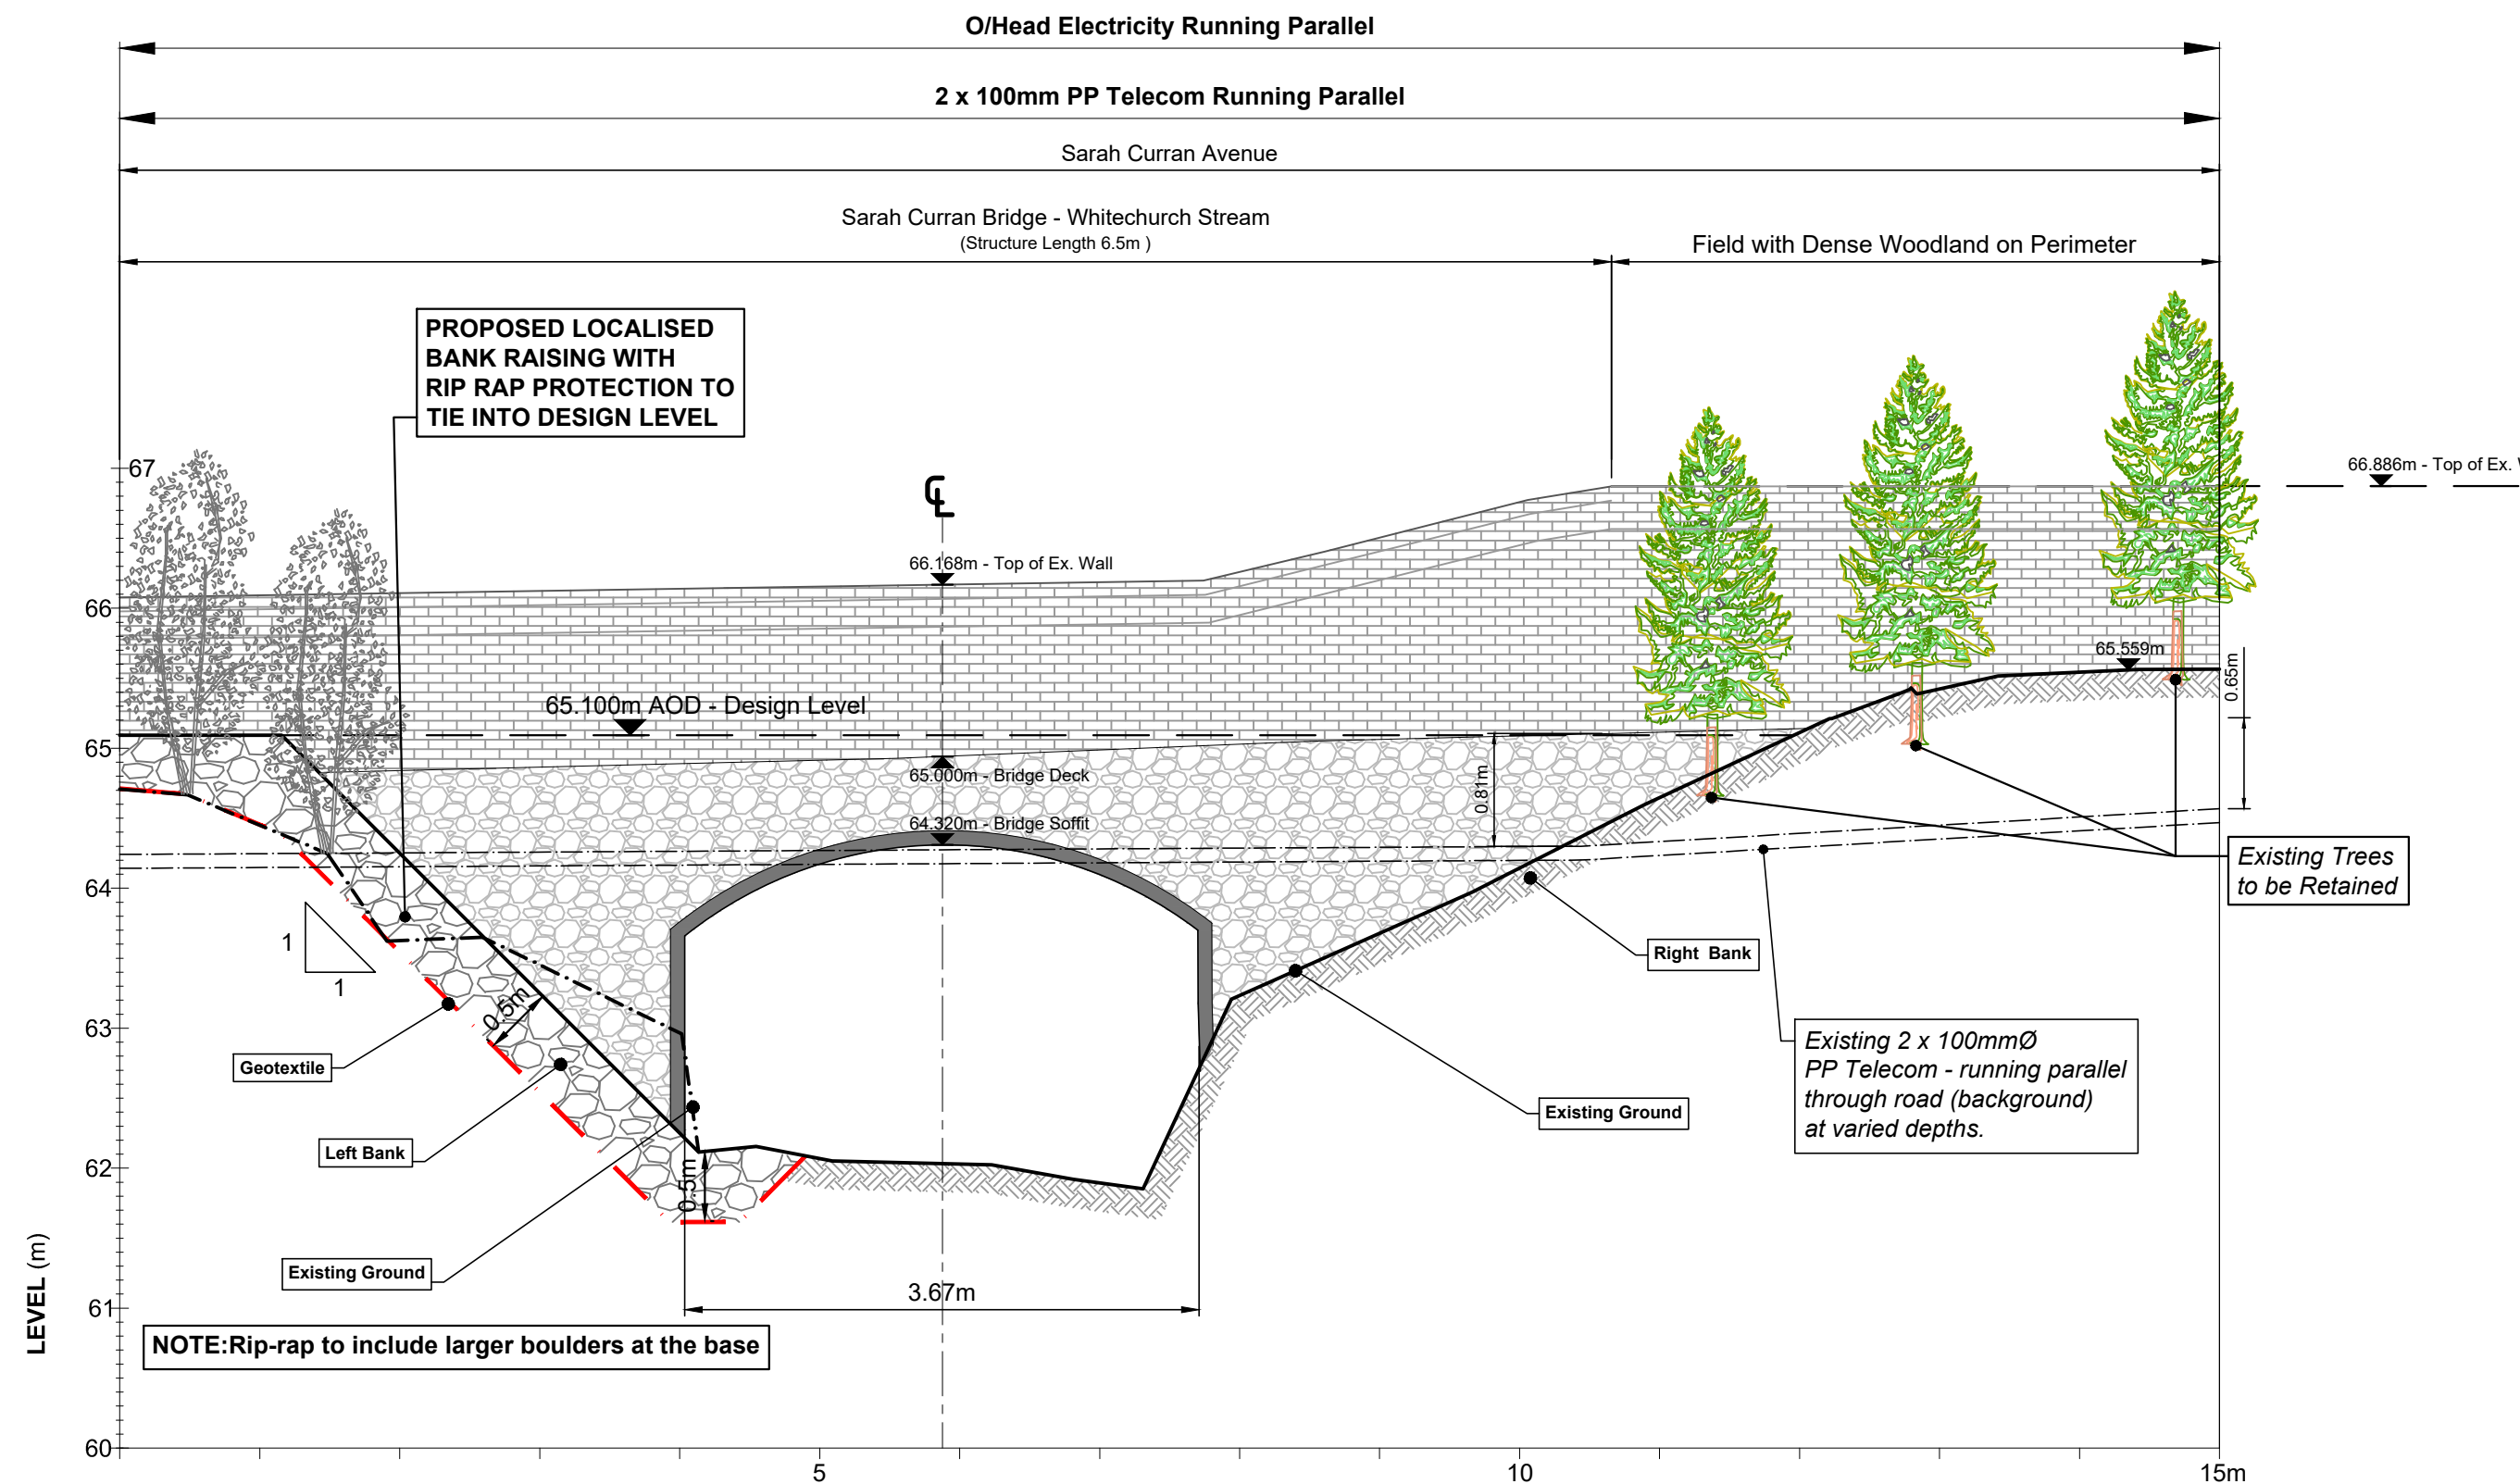 O/Head Electricity Running Parallel
2 x 100mm PP Telecom Running Parallel
Sarah Curran Avenue
Sarah Curran Bridge - Whitechurch Stream
(Structure Length 6.5m )
Field with Dense Woodland on Perimeter
PROPOSED LOCALISED
BANK RAISING WITH
RIP RAP PROTECTION TO
TIE INTO DESIGN LEVEL
67
66.886m - Top of Ex.
℄
66.168m - Top of Ex. Wall
66
65.559m
0.65m
65.100m AOD - Design Level
65
65.000m - Bridge Deck
0.81m
64.320m - Bridge Soffit
Existing Trees
to be Retained
64
1
1
Right Bank
0.5m
63
Geotextile
Existing 2 x 100mmØ
PP Telecom - running parallel
through road (background)
at varied depths.
Existing Ground
Left Bank
62
0.5m
Existing Ground
3.67m
61
LEVEL (m)
NOTE:Rip-rap to include larger boulders at the base
60
5
10
15m